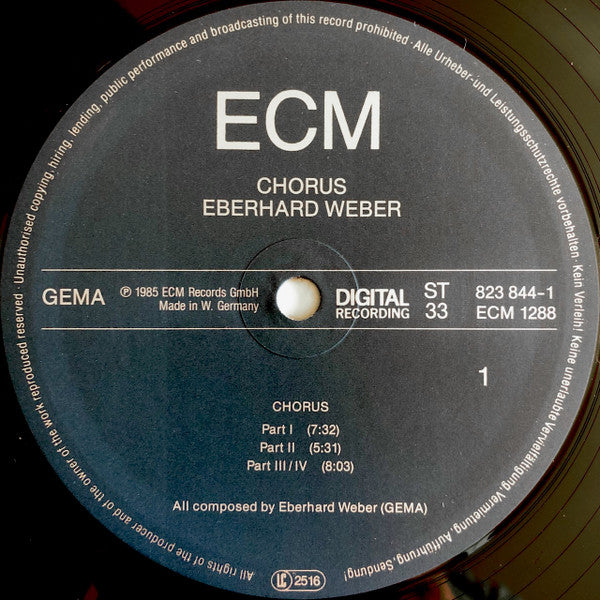 ECM
CHORUS
EBERHARD WEBER
GEMA
℗ 1985 ECM Records GmbH
Made in W. Germany
DIGITAL
RECORDING
ST
33
823 844-1
ECM 1288
1
CHORUS
Part I (7:32)
Part II (5:31)
Part III/IV (8:03)
All composed by Eberhard Weber (GEMA)
LC 2516
All rights of the producer and of the owner of the work reproduced reserved · Unauthorised copying, hiring, lending, public performance and broadcasting of this record prohibited · Alle Urheber- und Leistungsschutzrechte vorbehalten · Kein Verleih! Keine unerlaubte Vervielfältigung, Vermietung, Aufführung, Sendung!